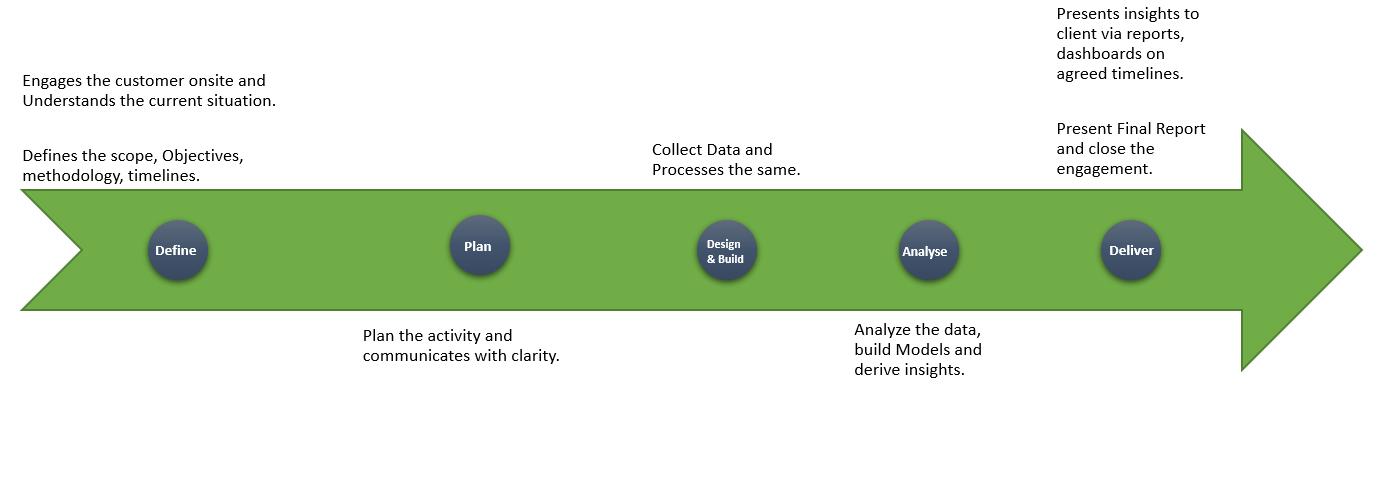 Engages the customer onsite and
Understands the current situation.
Defines the scope, Objectives,
methodology, timelines.
Define
Plan
Plan the activity and
communicates with clarity.
Collect Data and
Processes the same.
Design
& Build
Analyse
Analyze the data,
build Models and
derive insights.
Presents insights to
client via reports,
dashboards on
agreed timelines.
Present Final Report
and close the
engagement.
Deliver